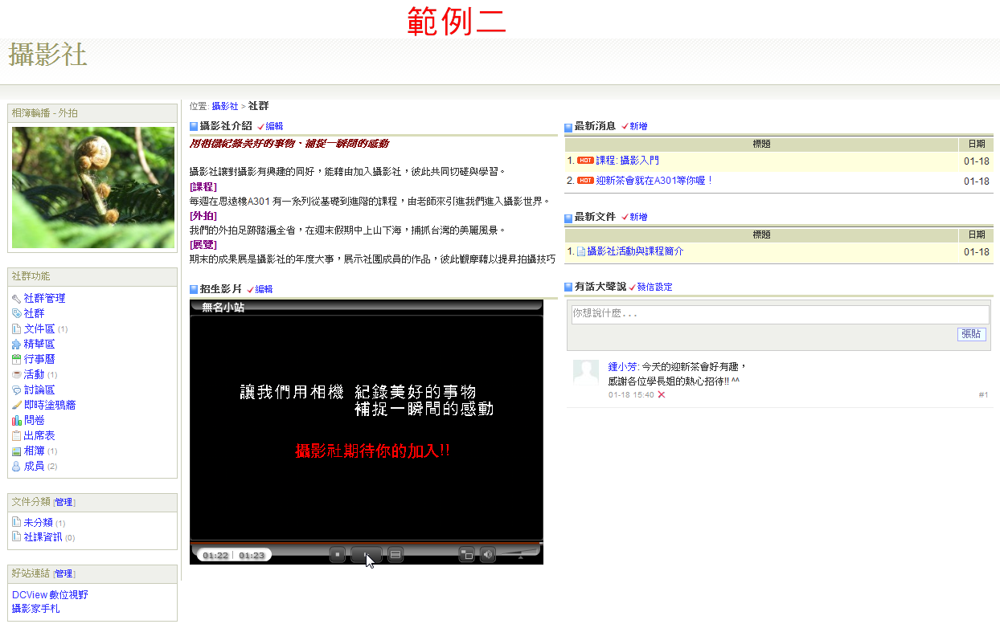 範例二
攝影社
相簿輪播 - 外拍
社群功能
社群管理
社群
文件區 (1)
精華區
行事曆
活動 (1)
討論區
即時塗鴉牆
問卷
出席表
相簿 (1)
成員 (2)
文件分類 [管理]
未分類 (1)
社課資訊 (0)
好站連結 [管理]
DCView 數位視野
攝影家手札
位置: 攝影社 > 社群
攝影社介紹 編輯
用相機紀錄美好的事物、補捉一瞬間的感動
攝影社讓對攝影有興趣的同好，能藉由加入攝影社，彼此共同切磋與學習。
[課程]
每週在思遠樓A301 有一系列從基礎到進階的課程，由老師來引進我們進入攝影世界。
[外拍]
我們的外拍足跡踏遍全省，在週末假期中上山下海，捕抓台灣的美麗風景。
[展覽]
期末的成果展是攝影社的年度大事，展示社團成員的作品，彼此觀摩藉以提昇拍攝技巧
招生影片 編輯
無名小站
讓我們用相機 紀錄美好的事物
補捉一瞬間的感動
攝影社期待你的加入!!
01:22 | 01:23
最新消息 新增
標題 日期
1. HOT 課程: 攝影入門 01-18
2. HOT 迎新茶會就在A301等你喔！ 01-18
最新文件 新增
標題 日期
1. 攝影社活動與課程簡介 01-18
有話大聲說 發信設定
你想說什麼...
張貼
鍾小芳: 今天的迎新茶會好有趣，
感謝各位學長姐的熱心招待!! ^^
01-18 15:40 #1